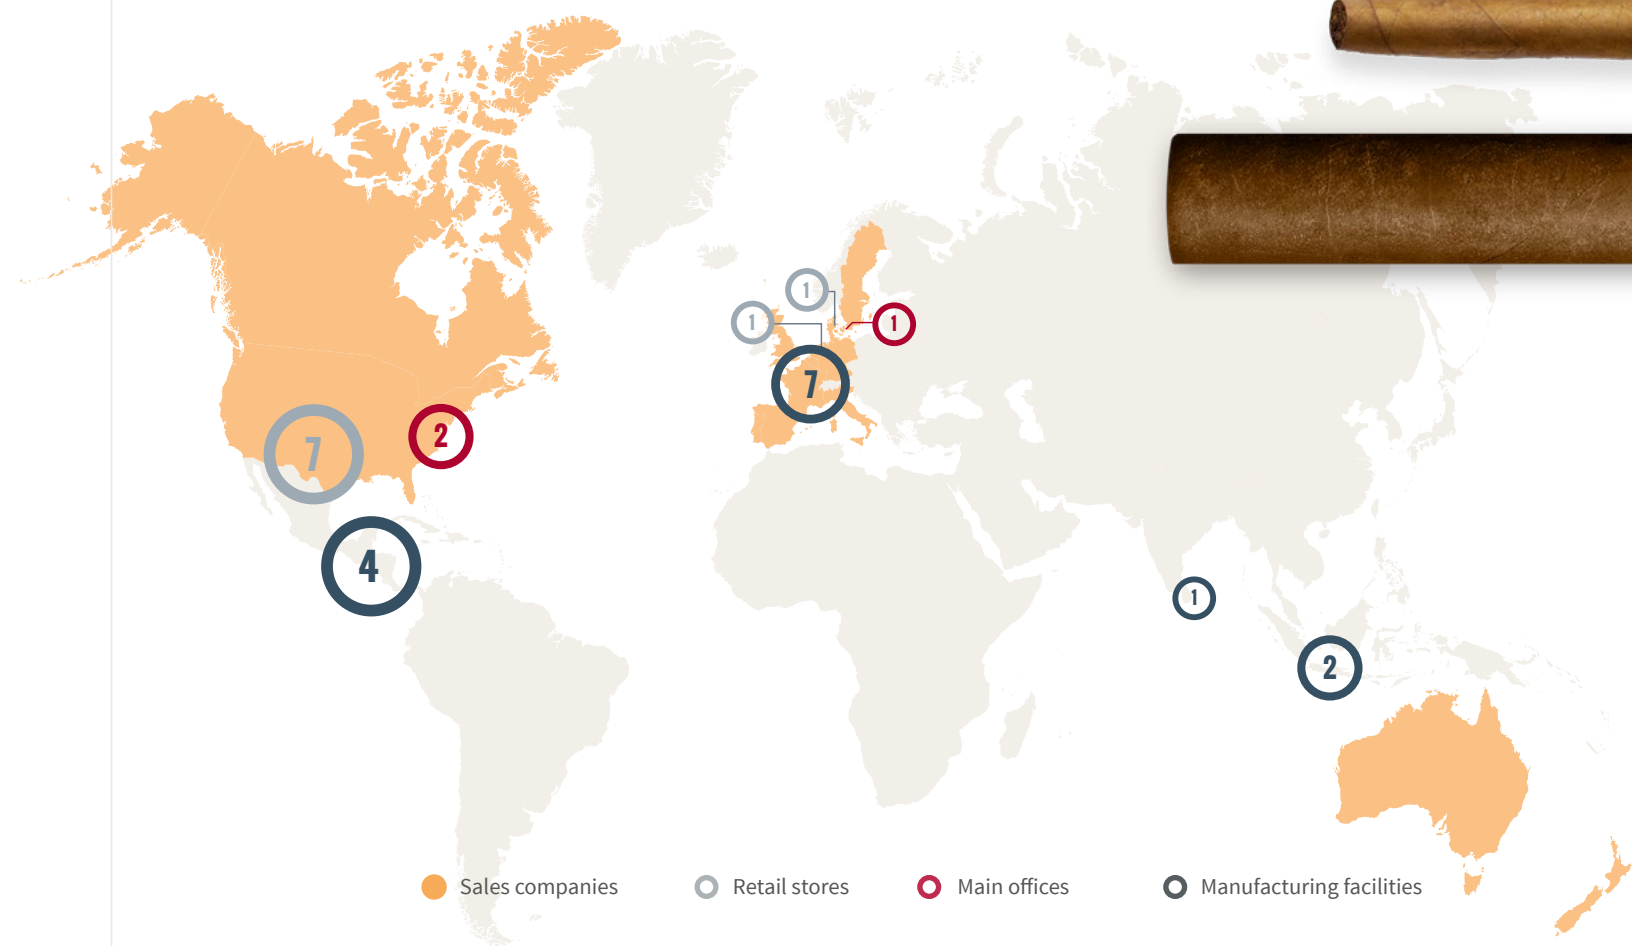 1
1
1
7
2
7
4
1
2
Sales companies
Retail stores
Main offices
Manufacturing facilities